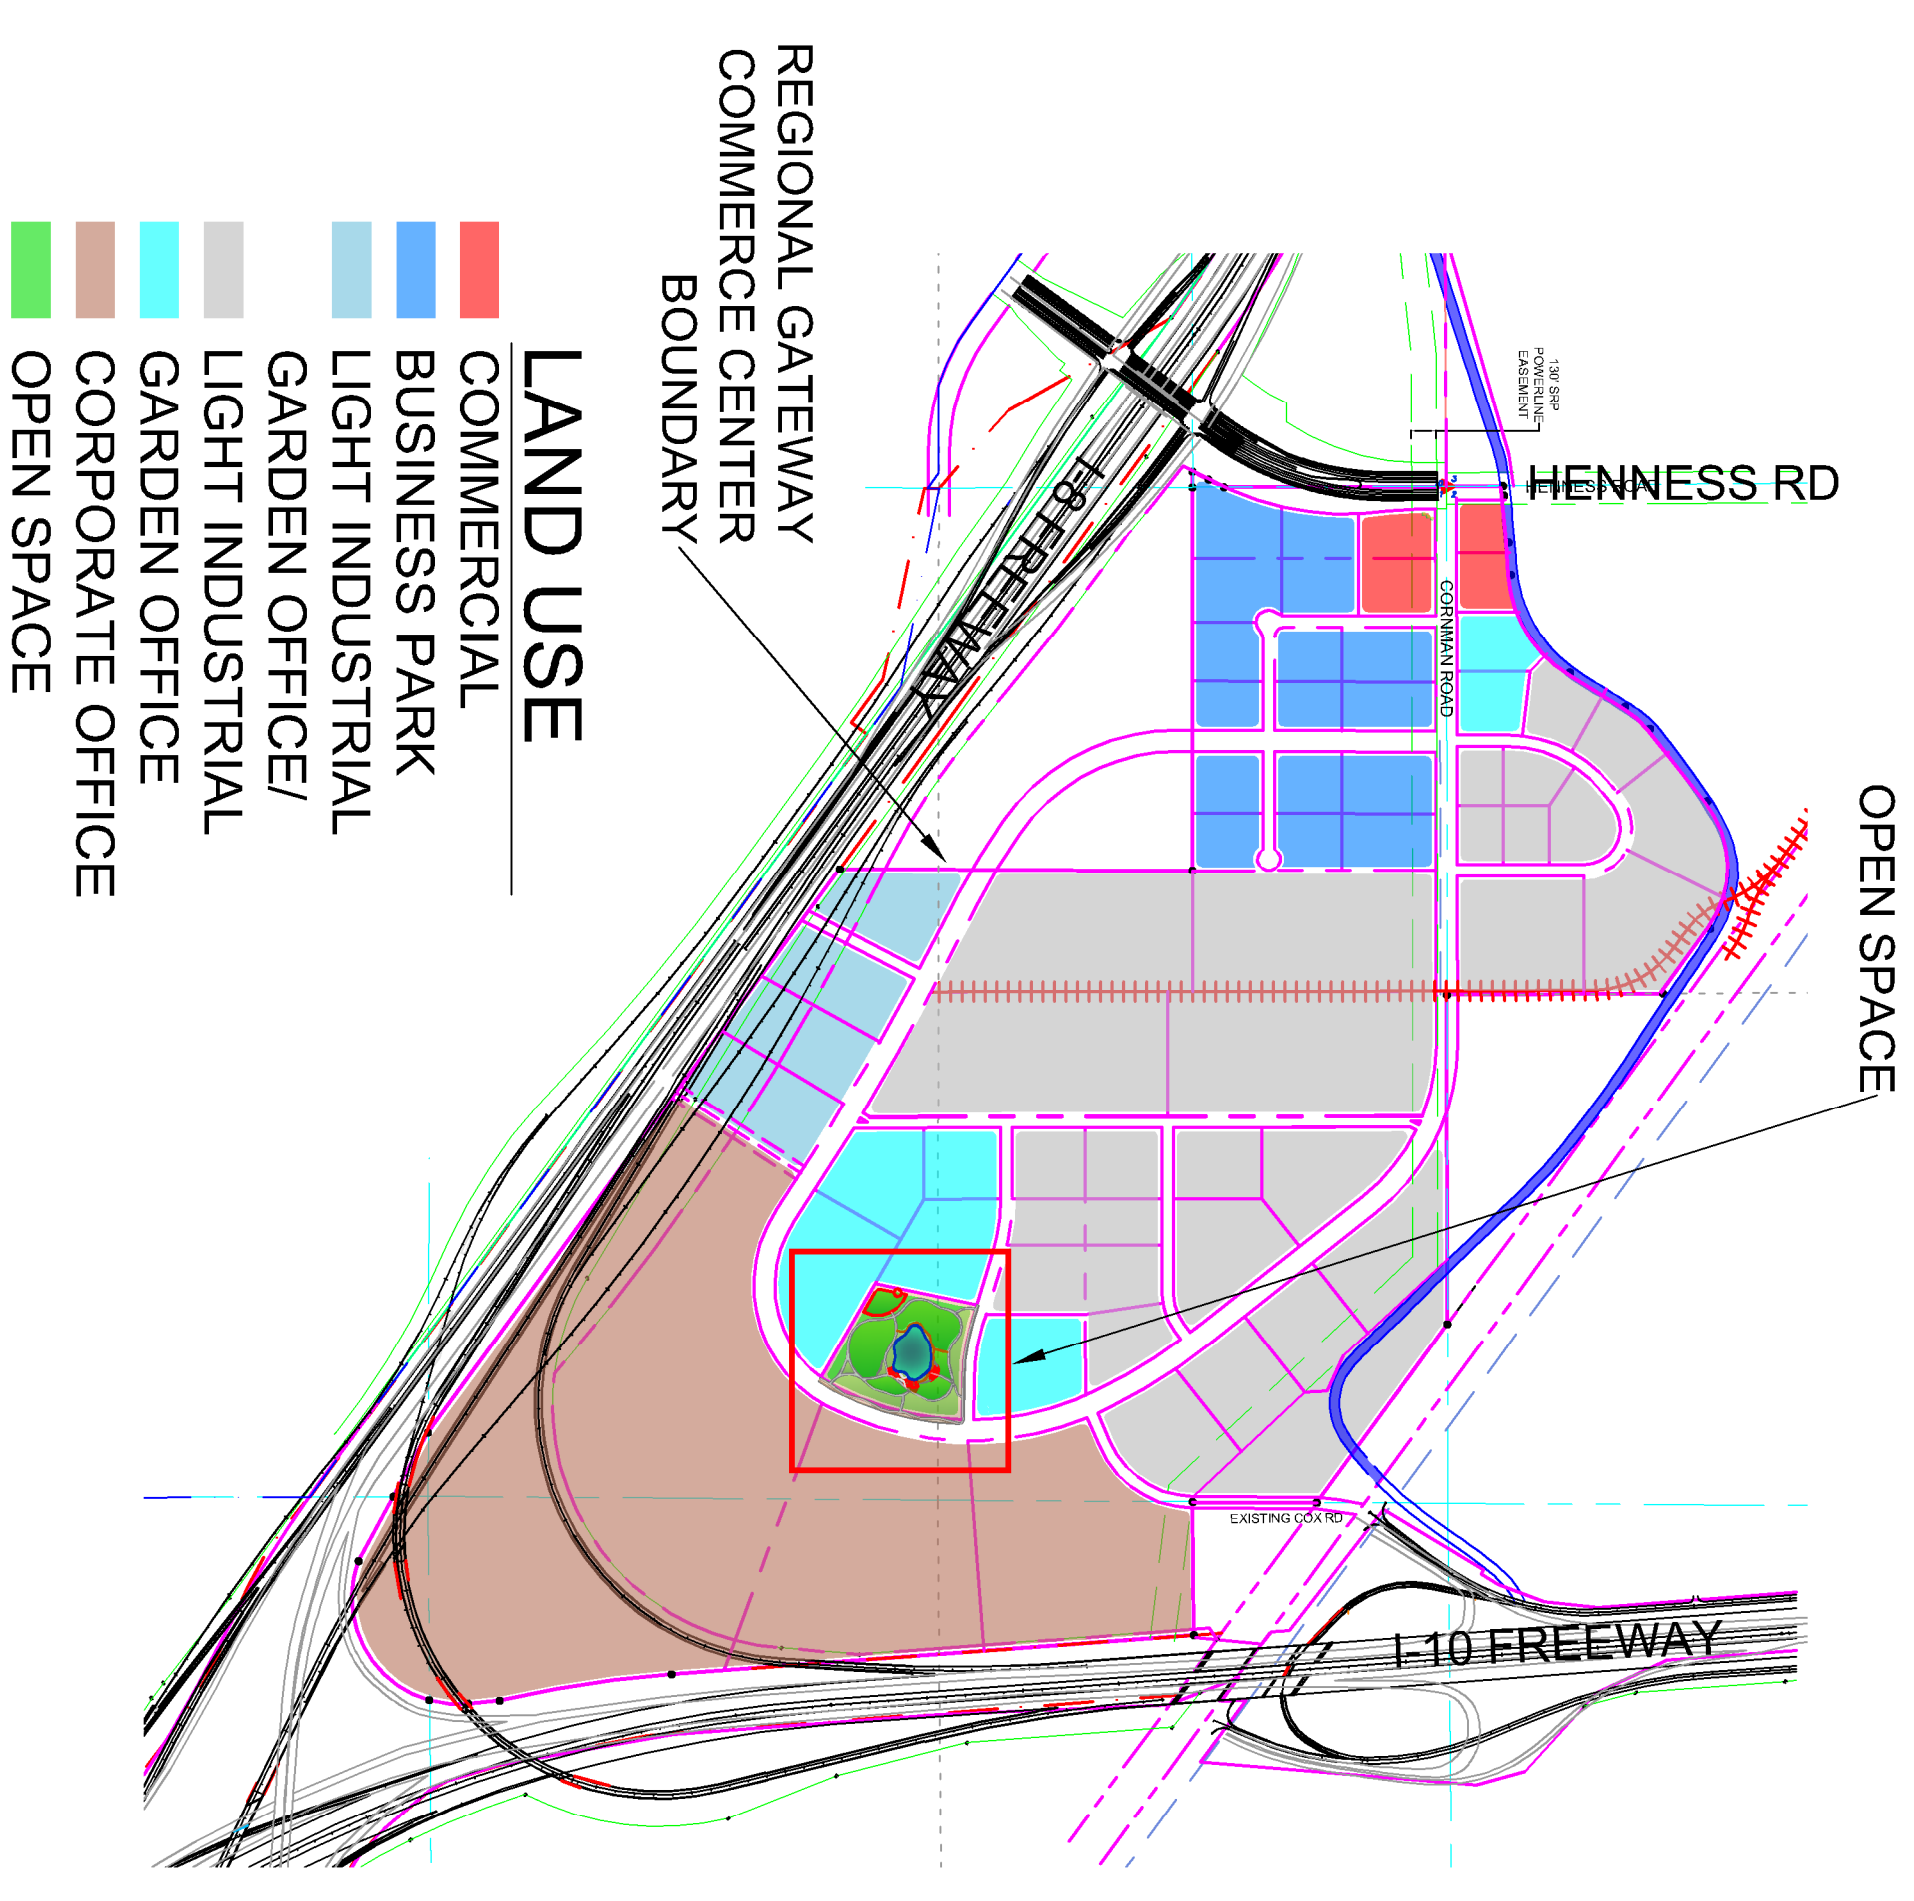 REGIONAL GATEWAY
COMMERCE CENTER
BOUNDARY
OPEN SPACE
HENNESS RD
HENNESS ROAD
130' SRP
POWERLINE
EASEMENT
CORNMAN ROAD
I-8 FREEWAY
EXISTING COX RD
I-10 FREEWAY
LAND USE
COMMERCIAL
BUSINESS PARK
LIGHT INDUSTRIAL
GARDEN OFFICE/
LIGHT INDUSTRIAL
GARDEN OFFICE
CORPORATE OFFICE
OPEN SPACE